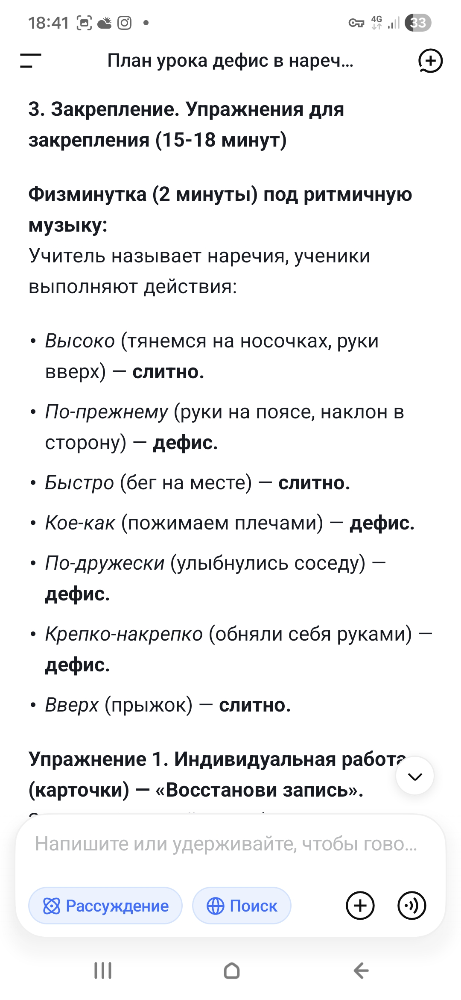 18:41
4G
33
План урока дефис в нареч...
3. Закрепление. Упражнения для
закрепления (15-18 минут)
Физминутка (2 минуты) под ритмичную
музыку:
Учитель называет наречия, ученики
выполняют действия:
• Высоко (тянемся на носочках, руки
вверх) — слитно.
• По-прежнему (руки на поясе, наклон в
сторону) — дефис.
• Быстро (бег на месте) — слитно.
• Кое-как (пожимаем плечами) — дефис.
• По-дружески (улыбнулись соседу) —
дефис.
• Крепко-накрепко (обняли себя руками) —
дефис.
• Вверх (прыжок) — слитно.
Упражнение 1. Индивидуальная работа
(карточки) — «Восстанови запись».
Напишите или удерживайте, чтобы гово...
Рассуждение
Поиск